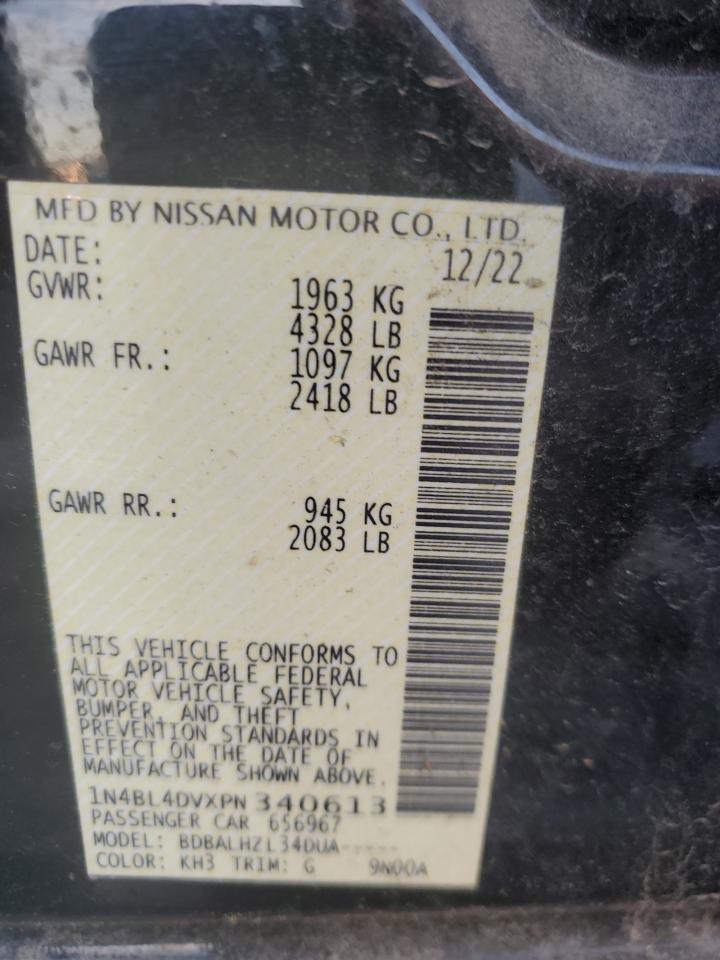 MFD BY NISSAN MOTOR CO., LTD.
DATE: 12/22
GVWR: 1963 KG
4328 LB
GAWR FR.: 1097 KG
2418 LB
GAWR RR.: 945 KG
2083 LB
THIS VEHICLE CONFORMS TO
ALL APPLICABLE FEDERAL
MOTOR VEHICLE SAFETY,
BUMPER, AND THEFT
PREVENTION STANDARDS IN
EFFECT ON THE DATE OF
MANUFACTURE SHOWN ABOVE.
1N4BL4DVXPN 340613
PASSENGER CAR 656967
MODEL: BDBALHZL34DUA-----
COLOR: KH3 TRIM: G 9N00A